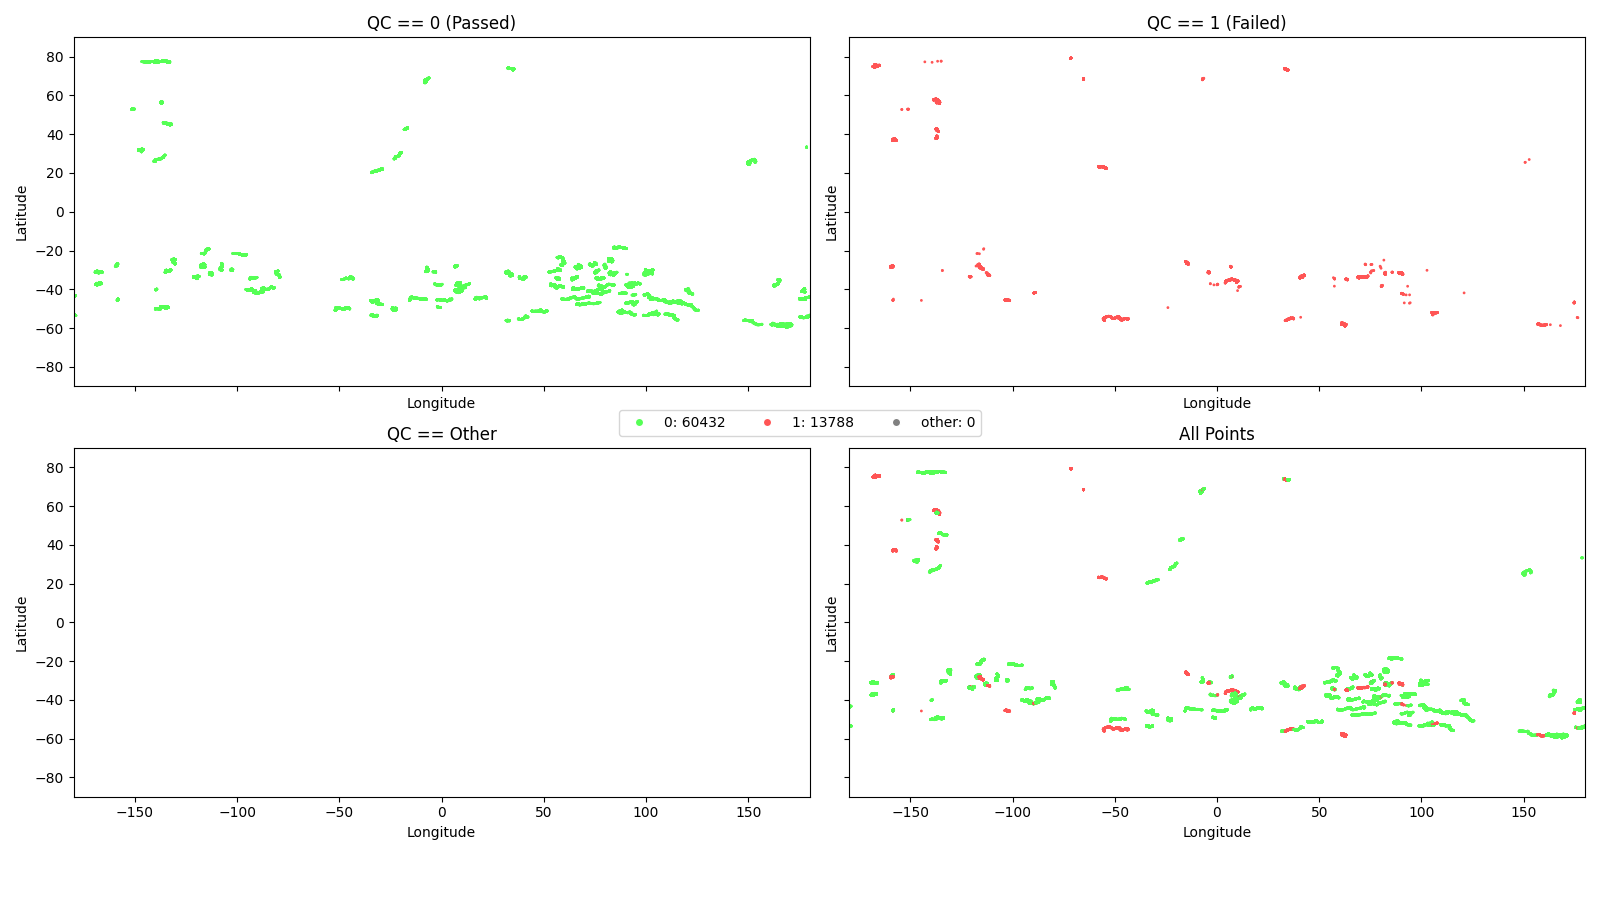 QC == 0 (Passed)
80
60
40
20
0
−20
−40
−60
−80
Latitude
Longitude
QC == 1 (Failed)
Latitude
Longitude
0: 60432
1: 13788
other: 0
QC == Other
80
60
40
20
0
−20
−40
−60
−80
Latitude
−150
−100
−50
0
50
100
150
Longitude
All Points
Latitude
−150
−100
−50
0
50
100
150
Longitude